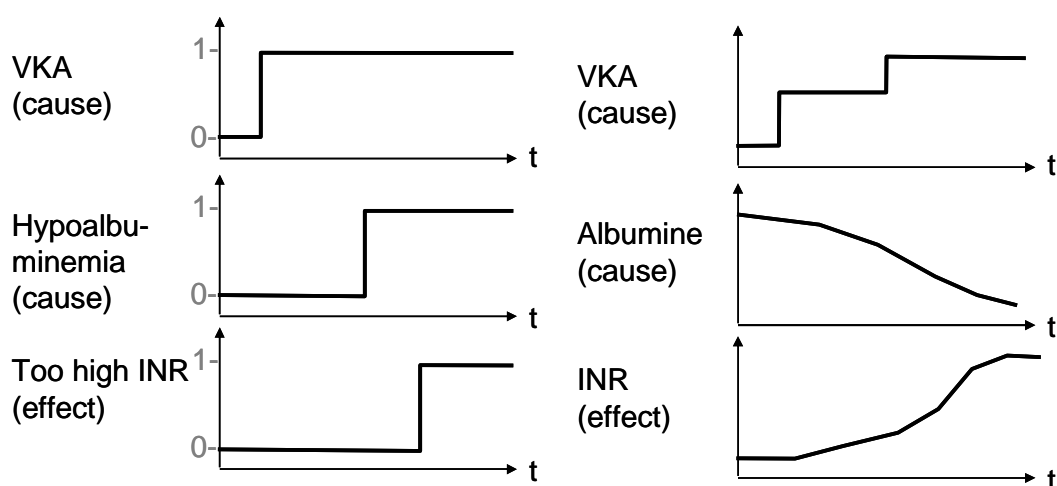 VKA
(cause)
1
0
t
Hypoalbu-
minemia
(cause)
1
0
t
Too high INR
(effect)
1
0
t
VKA
(cause)
t
Albumine
(cause)
t
INR
(effect)
t